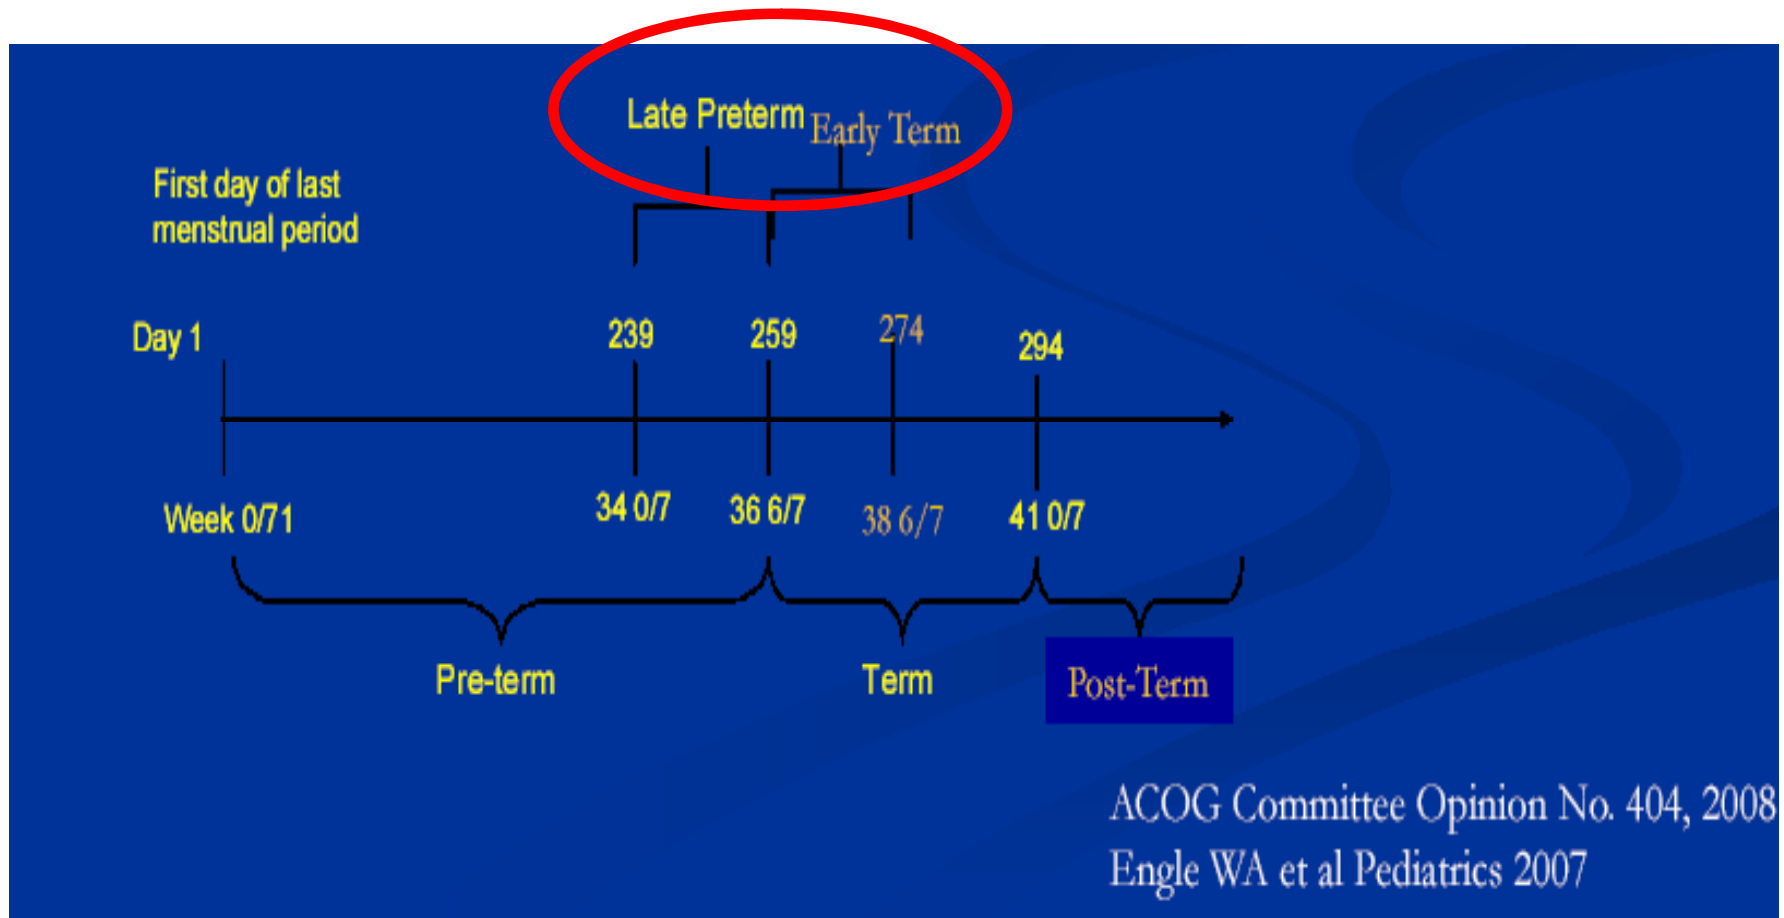 Late Preterm
Early Term
First day of last
menstrual period
Day 1
239
259
274
294
Week 0/71
34 0/7
36 6/7
38 6/7
41 0/7
Pre-term
Term
Post-Term
ACOG Committee Opinion No. 404, 2008
Engle WA et al Pediatrics 2007